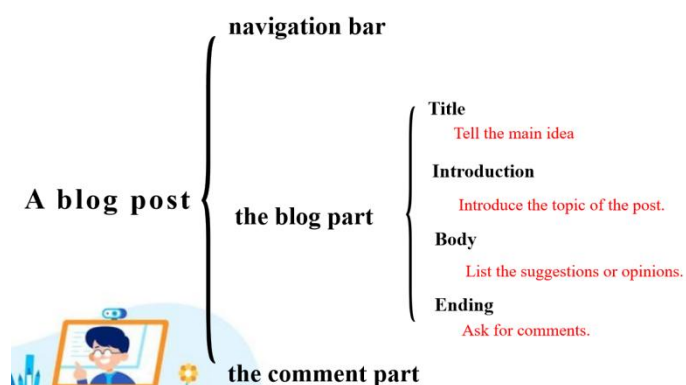 navigation bar
Title
Tell the main idea
Introduction
Introduce the topic of the post.
A blog post
the blog part
Body
List the suggestions or opinions.
Ending
Ask for comments.
the comment part